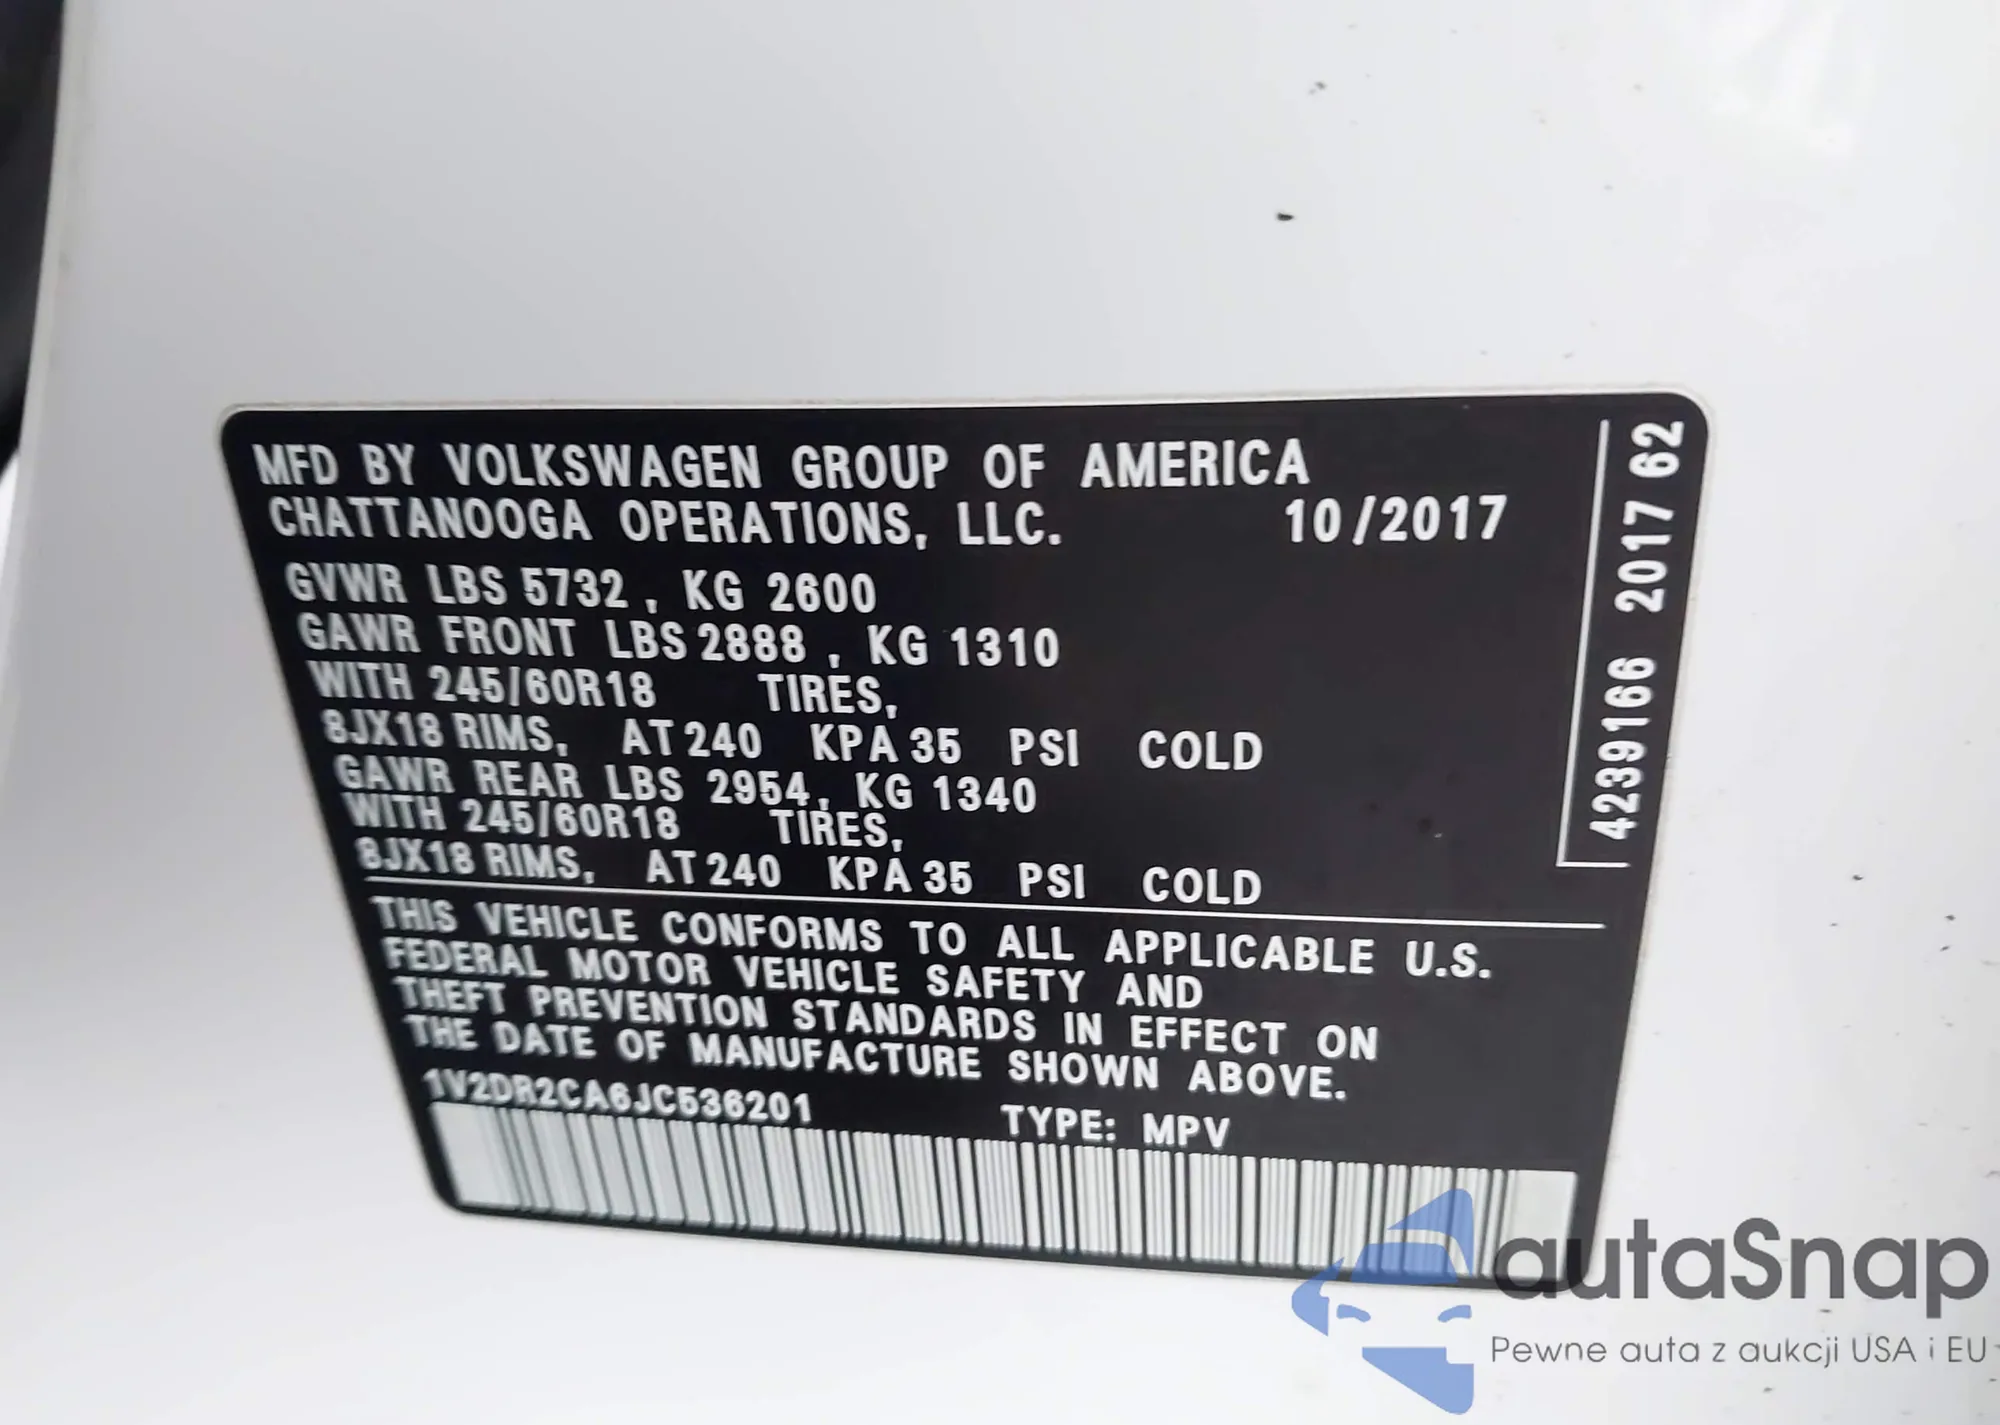 MFD BY VOLKSWAGEN GROUP OF AMERICA
CHATTANOOGA OPERATIONS, LLC. 10/2017
GVWR LBS 5732 , KG 2600
GAWR FRONT LBS 2888 , KG 1310
WITH 245/60R18 TIRES,
8JX18 RIMS, AT 240 KPA 35 PSI COLD
GAWR REAR LBS 2954, KG 1340
WITH 245/60R18 TIRES,
8JX18 RIMS, AT 240 KPA 35 PSI COLD
THIS VEHICLE CONFORMS TO ALL APPLICABLE U.S.
FEDERAL MOTOR VEHICLE SAFETY AND
THEFT PREVENTION STANDARDS IN EFFECT ON
THE DATE OF MANUFACTURE SHOWN ABOVE.
1V2DR2CA6JC536201 TYPE: MPV
4239166 2017 62
autaSnap
Pewne auta z aukcji USA i EU